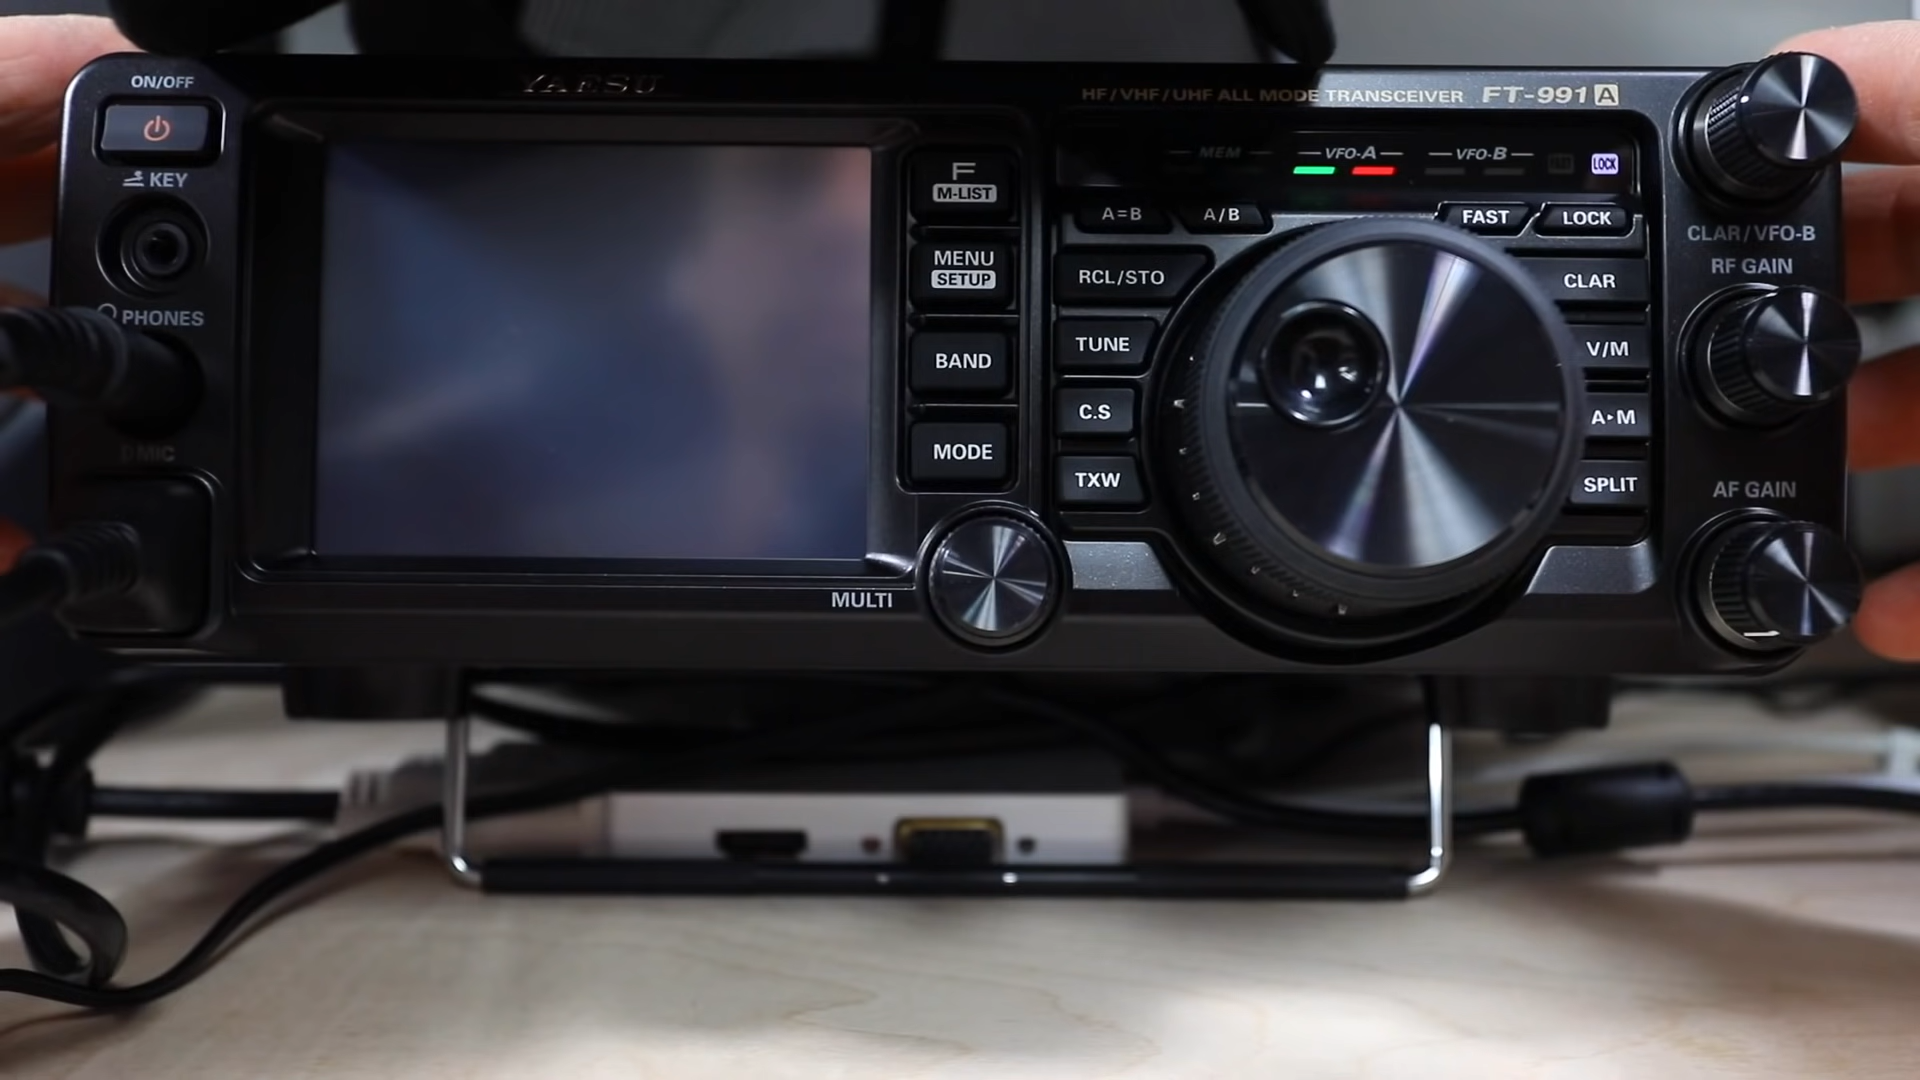 ON/OFF
KEY
PHONES
MIC
YAESU
F
M-LIST
MENU
SETUP
BAND
MODE
MULTI
HF/VHF/UHF ALL MODE TRANSCEIVER FT-991A
MEM VFO-A VFO-B LOCK
A=B A/B FAST LOCK
RCL/STO
TUNE
C.S
TXW
CLAR
V/M
A▸M
SPLIT
CLAR/VFO-B
RF GAIN
AF GAIN